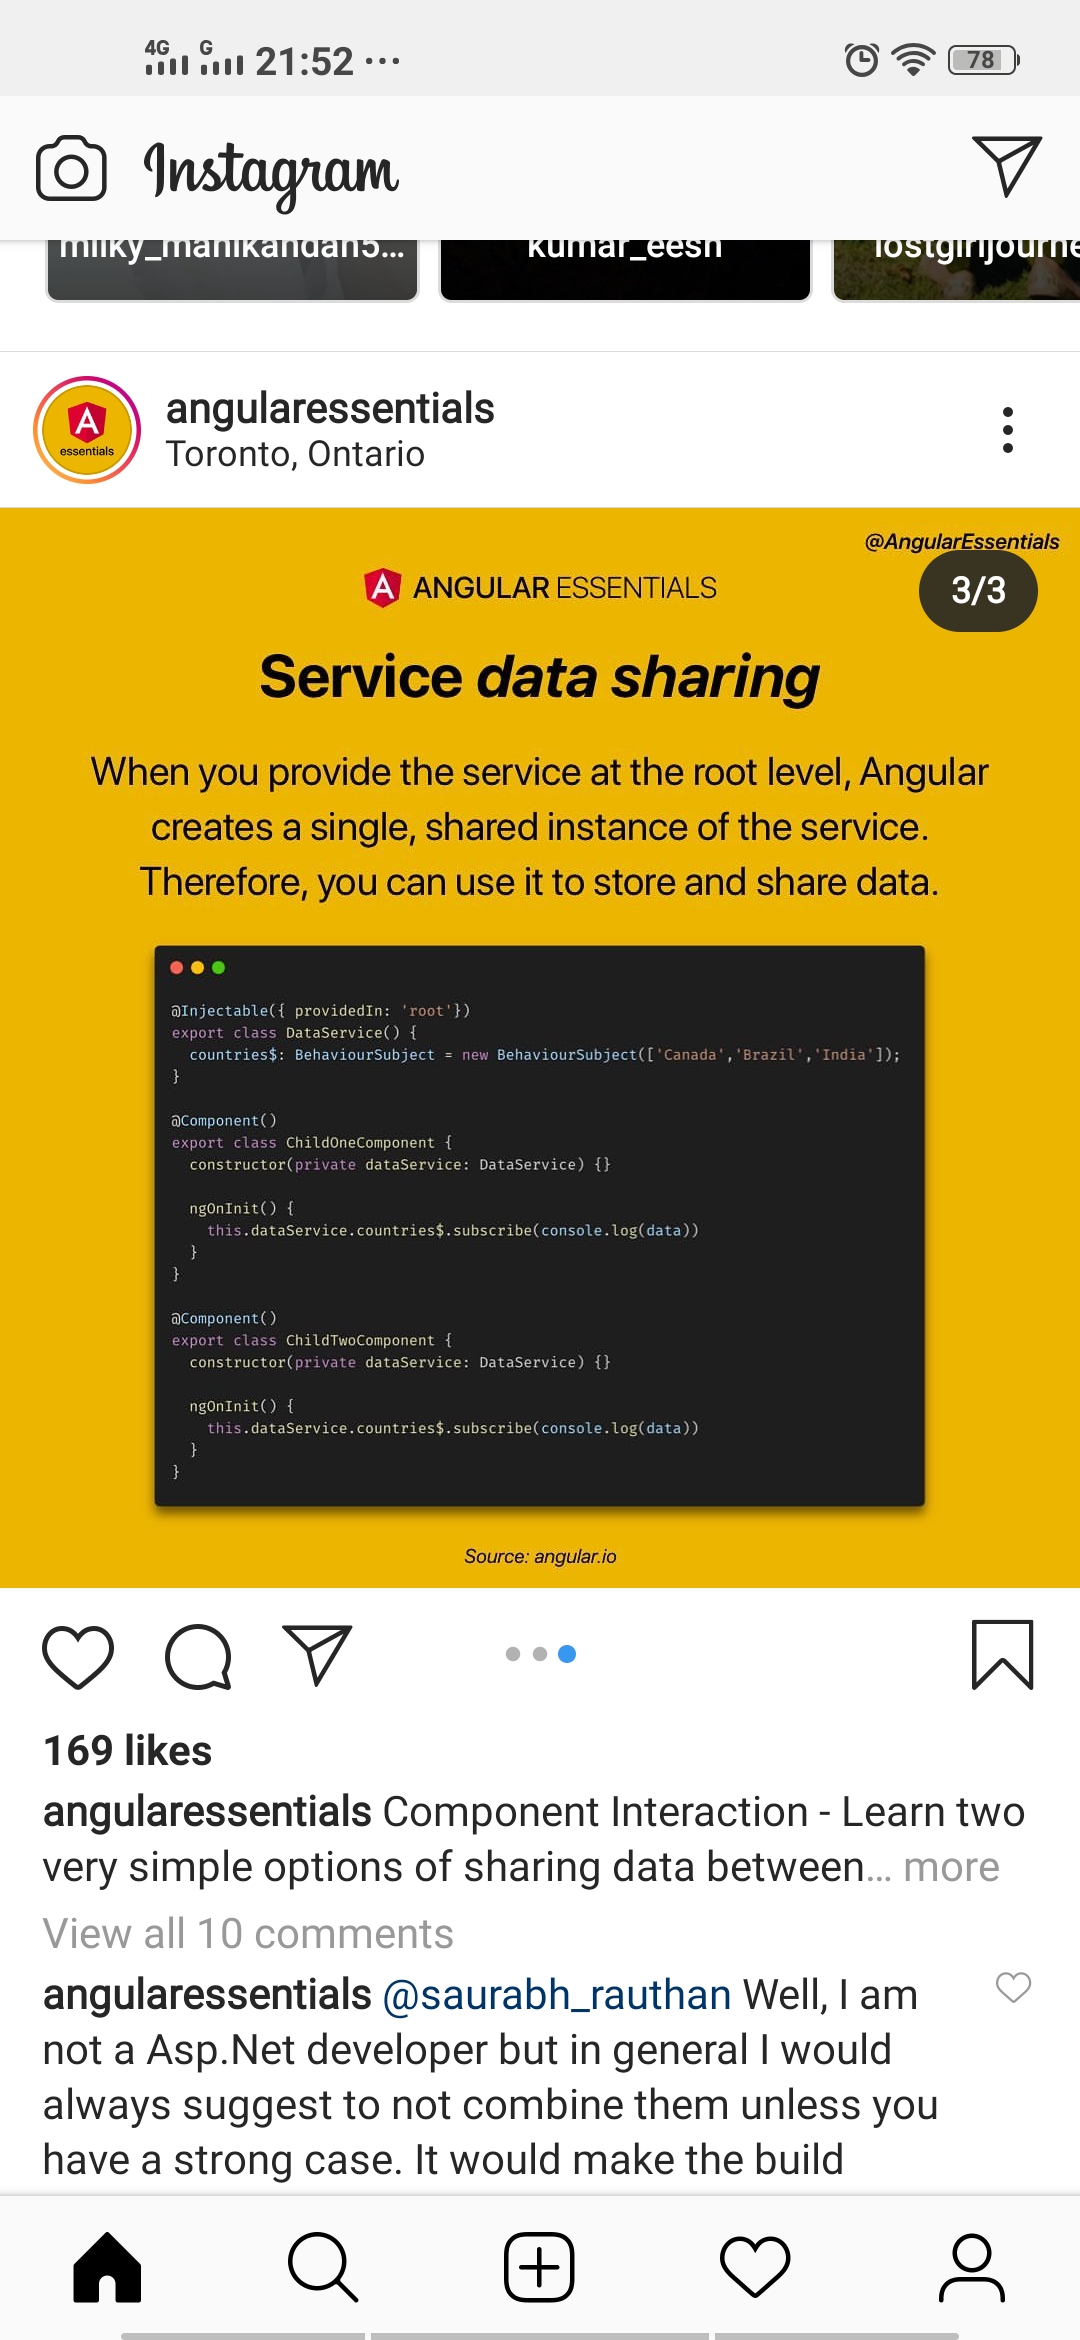 4G G 21:52 ... 78
Instagram
milky_manikandan5... kumar_eesh lostgirljourne
angularessentials
Toronto, Ontario
@AngularEssentials
ANGULAR ESSENTIALS
3/3
Service data sharing
When you provide the service at the root level, Angular
creates a single, shared instance of the service.
Therefore, you can use it to store and share data.
@Injectable({ providedIn: 'root'})
export class DataService() {
  countries$: BehaviourSubject = new BehaviourSubject(['Canada','Brazil','India']);
}
@Component()
export class ChildOneComponent {
  constructor(private dataService: DataService) {}
  ngOnInit() {
    this.dataService.countries$.subscribe(console.log(data))
  }
}
@Component()
export class ChildTwoComponent {
  constructor(private dataService: DataService) {}
  ngOnInit() {
    this.dataService.countries$.subscribe(console.log(data))
  }
}
Source: angular.io
169 likes
angularessentials Component Interaction - Learn two
very simple options of sharing data between... more
View all 10 comments
angularessentials @saurabh_rauthan Well, I am
not a Asp.Net developer but in general I would
always suggest to not combine them unless you
have a strong case. It would make the build